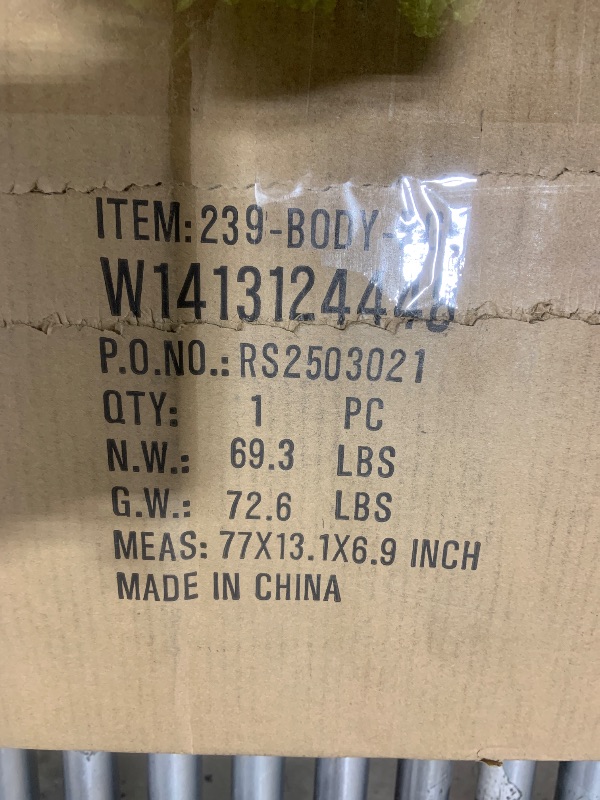 ITEM: 239-BODY-
P.O.NO.: RS2503021
QTY: 1 PC
N.W.: 69.3 LBS
G.W.: 72.6 LBS
MEAS: 77X13.1X6.9 INCH
MADE IN CHINA